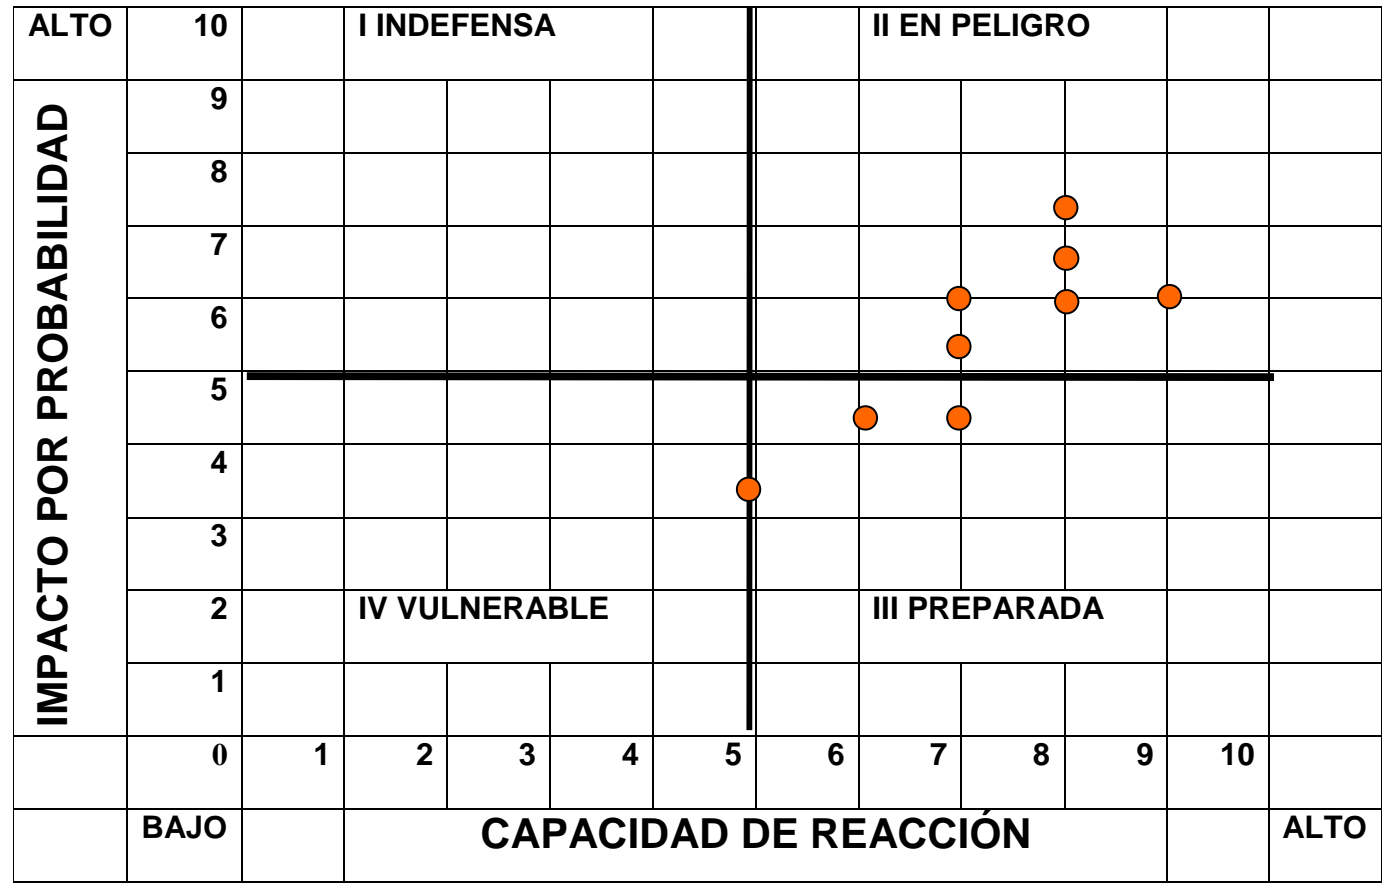 ALTO 10 I INDEFENSA II EN PELIGRO
IMPACTO POR PROBABILIDAD
9
8
7
6
5
4
3
2 IV VULNERABLE III PREPARADA
1
0 1 2 3 4 5 6 7 8 9 10
BAJO CAPACIDAD DE REACCIÓN ALTO